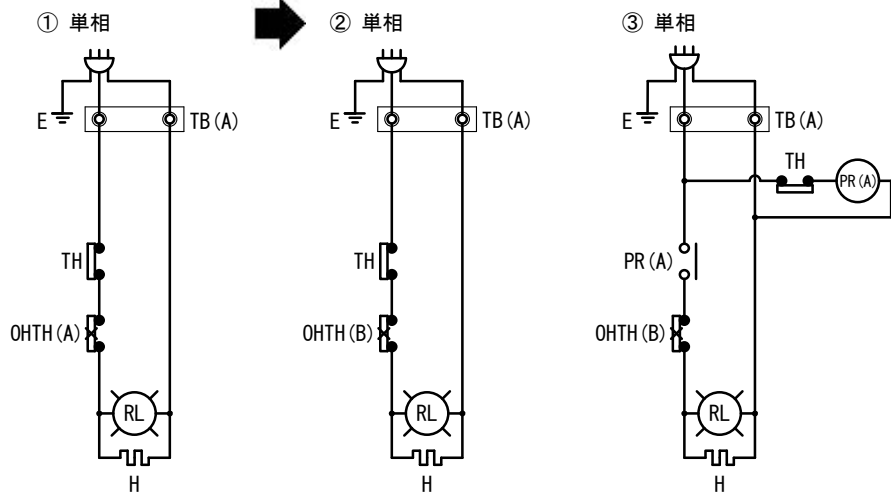 ① 単相
E
TB(A)
TH
OHTH(A)
RL
H
② 単相
E
TB(A)
TH
OHTH(B)
RL
H
③ 単相
E
TB(A)
TH
PR(A)
PR(A)
OHTH(B)
RL
H